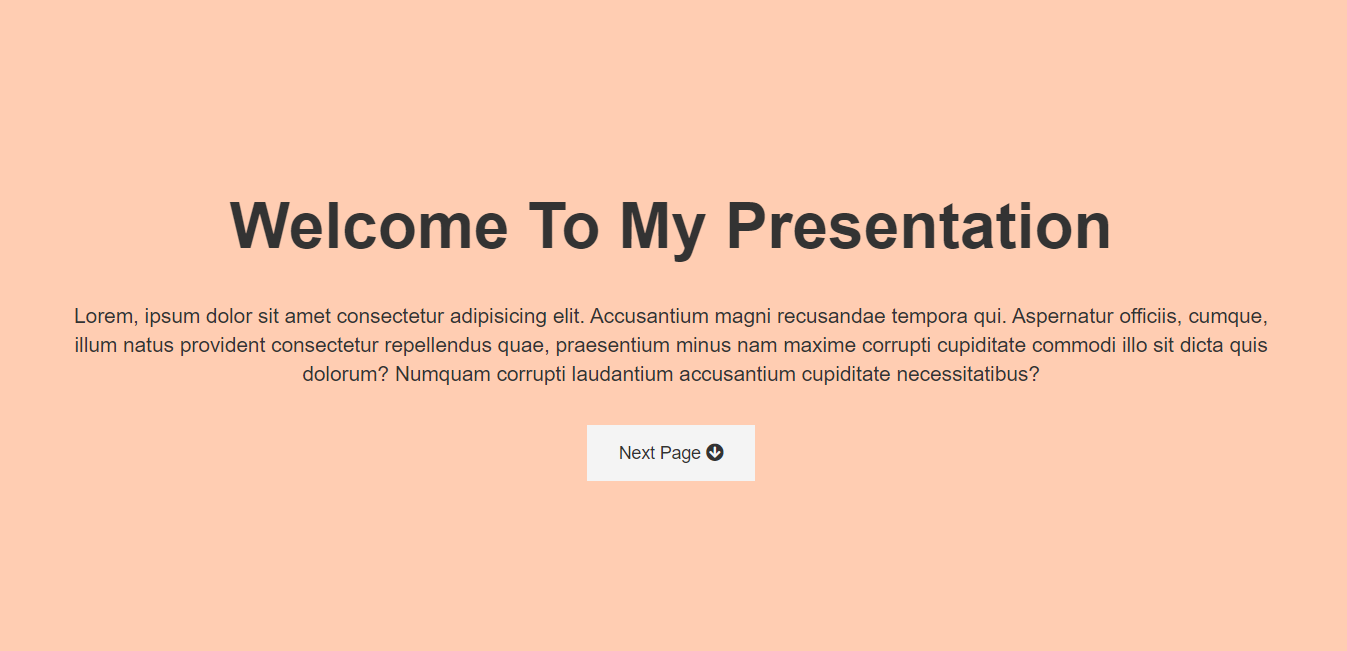 Welcome To My Presentation
Lorem, ipsum dolor sit amet consectetur adipisicing elit. Accusantium magni recusandae tempora qui. Aspernatur officiis, cumque,
illum natus provident consectetur repellendus quae, praesentium minus nam maxime corrupti cupiditate commodi illo sit dicta quis
dolorum? Numquam corrupti laudantium accusantium cupiditate necessitatibus?
Next Page